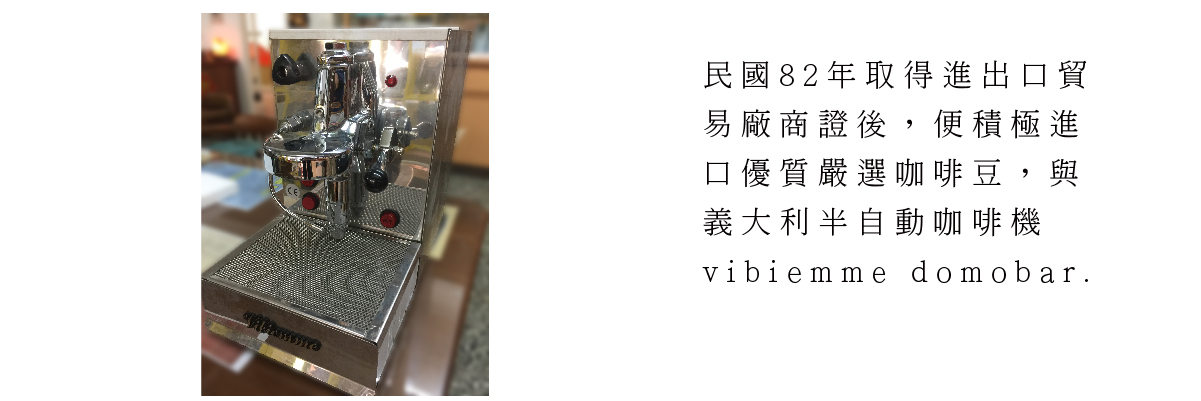 民國82年取得進出口貿
易廠商證後，便積極進
口優質嚴選咖啡豆，與
義大利半自動咖啡機
vibiemme domobar.
CE
vibiemme